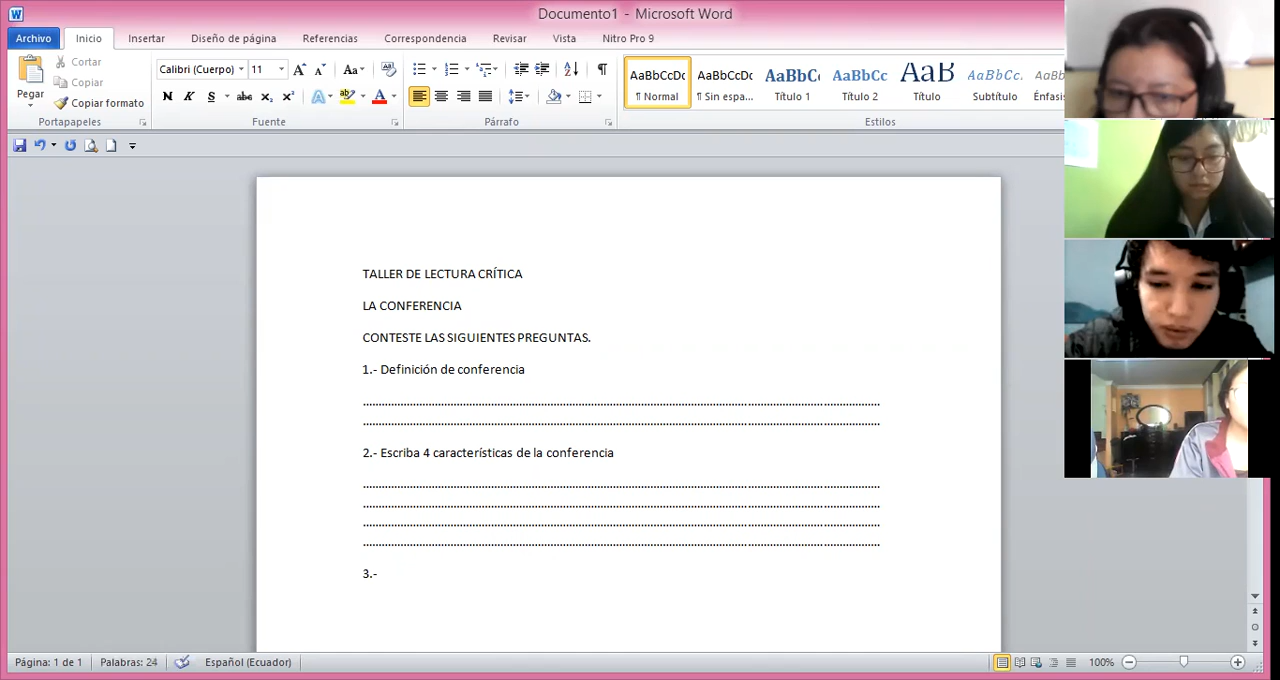 Documento1 - Microsoft Word
Archivo Inicio Insertar Diseño de página Referencias Correspondencia Revisar Vista Nitro Pro 9
Pegar
Cortar
Copiar
Copiar formato
Portapapeles
Calibri (Cuerpo) 11
Fuente
Párrafo
AaBbCcDc AaBbCcDc AaBbC AaBbCc AaB AaBbCc. AaBb
¶ Normal ¶ Sin espa... Título 1 Título 2 Título Subtítulo Énfasis
Estilos
TALLER DE LECTURA CRÍTICA
LA CONFERENCIA
CONTESTE LAS SIGUIENTES PREGUNTAS.
1.- Definición de conferencia
2.- Escriba 4 características de la conferencia
3.-
Página: 1 de 1 Palabras: 24 Español (Ecuador) 100%